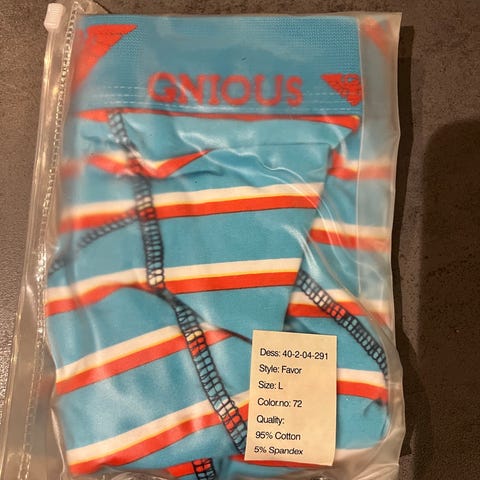 GNIOUS
Dess: 40-2-04-291
Style: Favor
Size: L
Color.no: 72
Quality:
95% Cotton
5% Spandex